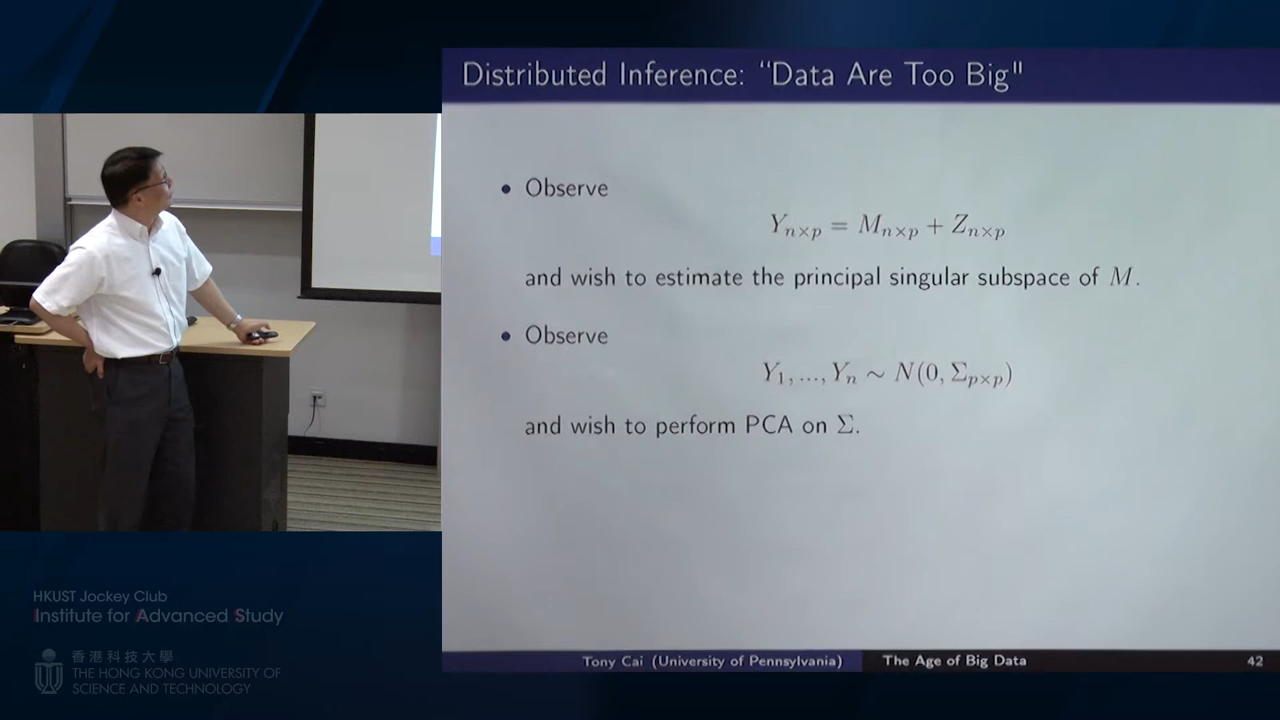 Distributed Inference: “Data Are Too Big"
• Observe
Y_{n×p} = M_{n×p} + Z_{n×p}
and wish to estimate the principal singular subspace of M.
• Observe
Y_1, ..., Y_n ∼ N(0, Σ_{p×p})
and wish to perform PCA on Σ.
Tony Cai (University of Pennsylvania) The Age of Big Data 42
HKUST Jockey Club
Institute for Advanced Study
香港科技大學
THE HONG KONG UNIVERSITY OF
SCIENCE AND TECHNOLOGY